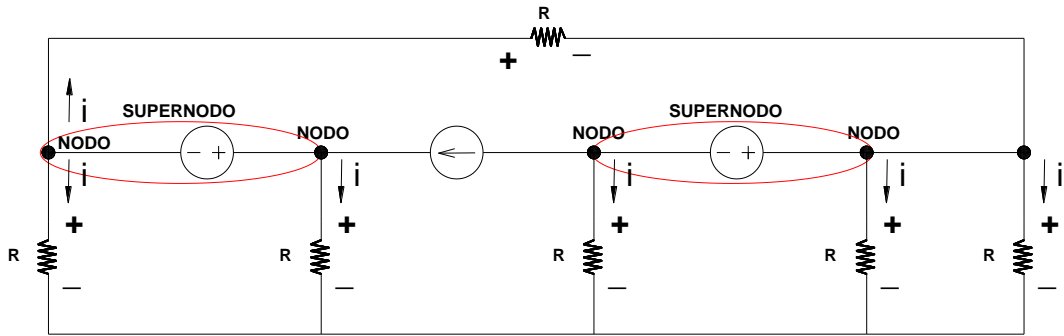 R
+ –
i
SUPERNODO
SUPERNODO
NODO
NODO
NODO
NODO
– +
– +
i
i
i
i
i
+
+
+
+
+
R
R
R
R
R
–
–
–
–
–